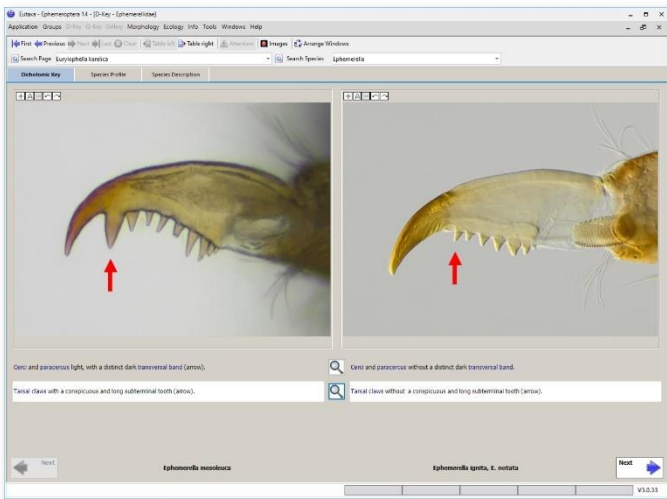 Eutaxa - Ephemeroptera 14 - [D-Key - Ephemerellidae]
Application Groups D-Key D-Key Gallery Morphology Ecology Info Tools Windows Help
First Previous Next Last Clear Table left Table right Attention Images Arrange Windows
Search Page Eurylophella karelica Search Species Ephemerella
Dichotomic Key Species Profile Species Description
Cerci and paracercus light, with a distinct dark transversal band (arrow). Cerci and paracercus without a distinct dark transversal band.
Tarsal claws with a conspicuous and long subterminal tooth (arrow). Tarsal claws without a conspicuous and long subterminal tooth (arrow).
Next Ephemerella mesoleuca Ephemerella ignita, E. notata Next
V3.0.15